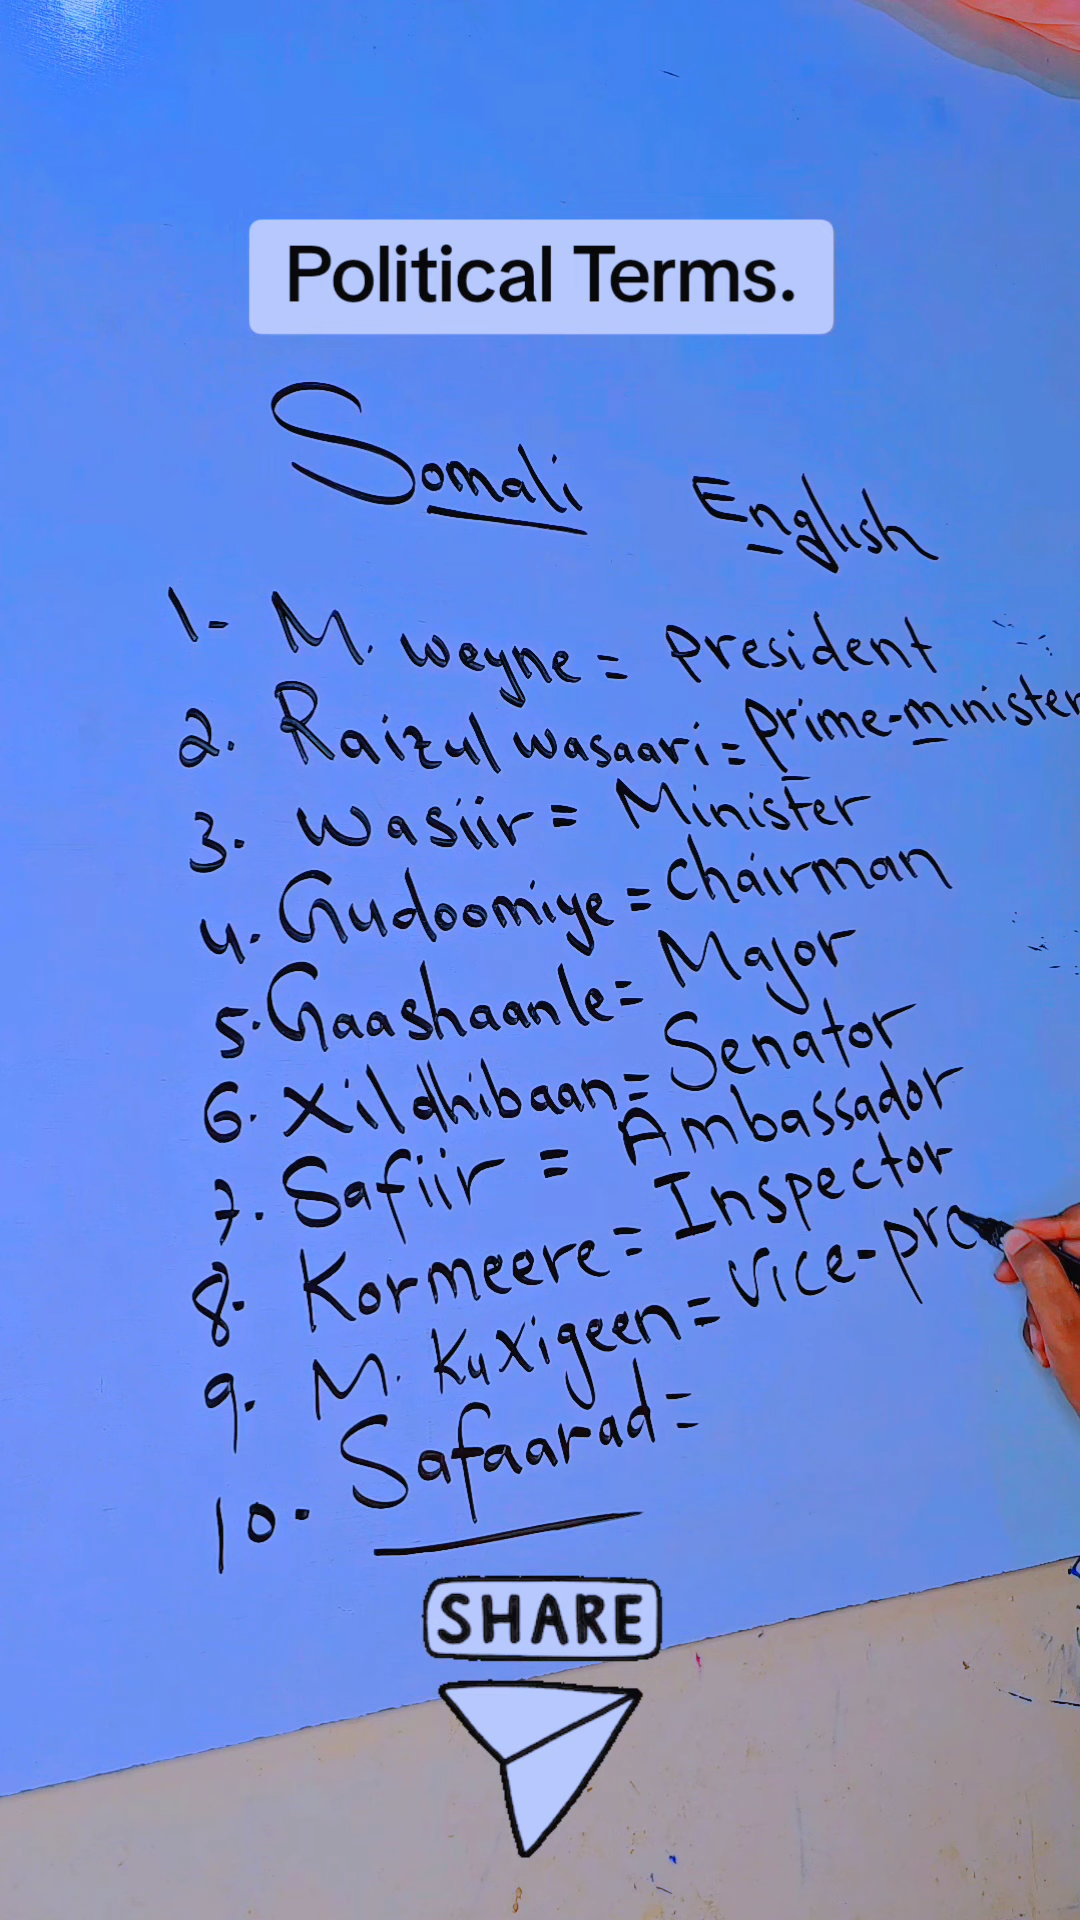 Political Terms.
Somali English
1- M. weyne = president
2. Raizul wasaari = prime-minister
3. Wasiir = Minister
4. Gudoomiye = chairman
5. Gaashaanle = Major
6. Xildhibaan = Senator
7. Safiir = Ambassador
8. Kormeere = Inspector
9. M. Kuxigeen = Vice-pre
10. Safaarad =
SHARE